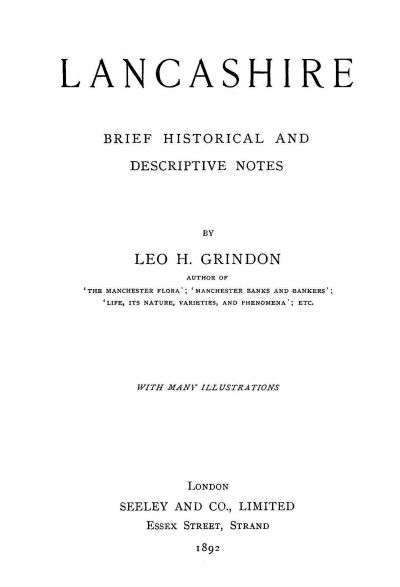 LANCASHIRE
BRIEF HISTORICAL AND
DESCRIPTIVE NOTES
BY
LEO H. GRINDON
AUTHOR OF
'THE MANCHESTER FLORA'; 'MANCHESTER BANKS AND BANKERS';
'LIFE, ITS NATURE, VARIETIES, AND PHENOMENA'; ETC.
WITH MANY ILLUSTRATIONS
LONDON
SEELEY AND CO., LIMITED
ESSEX STREET, STRAND
1892